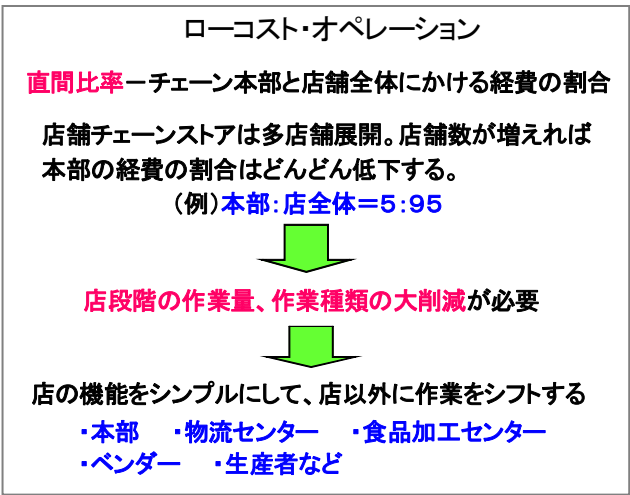 ローコスト・オペレーション
直間比率－チェーン本部と店舗全体にかける経費の割合
店舗チェーンストアは多店舗展開。店舗数が増えれば
本部の経費の割合はどんどん低下する。
（例）本部：店全体＝５：９５
店段階の作業量、作業種類の大削減が必要
店の機能をシンプルにして、店以外に作業をシフトする
・本部 ・物流センター ・食品加工センター
・ベンダー ・生産者など